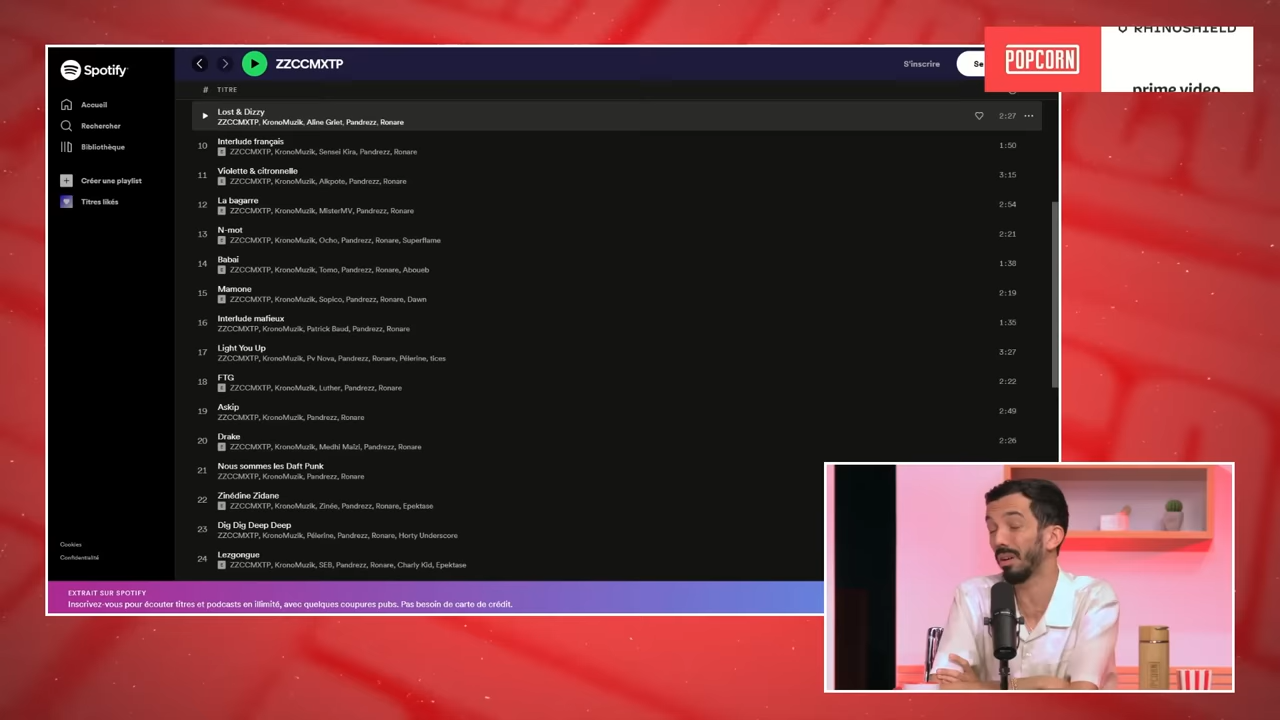 Spotify
ZZCCMXTP
S'inscrire
Se
POPCORN
RHINOSHIELD
prime video
Accueil
Rechercher
Bibliothèque
Créer une playlist
Titres likés
# TITRE
Lost & Dizzy
ZZCCMXTP, KronoMuzik, Aline Griet, Pandrezz, Ronare
2:27
10 Interlude français
E ZZCCMXTP, KronoMuzik, Sensei Kira, Pandrezz, Ronare
1:50
11 Violette & citronnelle
E ZZCCMXTP, KronoMuzik, Alkpote, Pandrezz, Ronare
3:15
12 La bagarre
E ZZCCMXTP, KronoMuzik, MisterMV, Pandrezz, Ronare
2:54
13 N-mot
E ZZCCMXTP, KronoMuzik, Ocho, Pandrezz, Ronare, Superflame
2:21
14 Babaï
E ZZCCMXTP, KronoMuzik, Tomo, Pandrezz, Ronare, Aboueb
1:38
15 Mamone
E ZZCCMXTP, KronoMuzik, Sopico, Pandrezz, Ronare, Dawn
2:19
16 Interlude mafieux
ZZCCMXTP, KronoMuzik, Patrick Baud, Pandrezz, Ronare
1:35
17 Light You Up
ZZCCMXTP, KronoMuzik, Pv Nova, Pandrezz, Ronare, Pélerine, tices
3:27
18 FTG
E ZZCCMXTP, KronoMuzik, Luther, Pandrezz, Ronare
2:22
19 Askip
ZZCCMXTP, KronoMuzik, Pandrezz, Ronare
2:49
20 Drake
E ZZCCMXTP, KronoMuzik, Medhi Maïzi, Pandrezz, Ronare
2:26
21 Nous sommes les Daft Punk
ZZCCMXTP, KronoMuzik, Pandrezz, Ronare
22 Zinédine Zidane
E ZZCCMXTP, KronoMuzik, Zinée, Pandrezz, Ronare, Epektase
23 Dig Dig Deep Deep
ZZCCMXTP, KronoMuzik, Pélerine, Pandrezz, Ronare, Horty Underscore
24 Lezgongue
E ZZCCMXTP, KronoMuzik, SEB, Pandrezz, Ronare, Charly Kid, Epektase
Cookies
Confidentialité
EXTRAIT SUR SPOTIFY
Inscrivez-vous pour écouter titres et podcasts en illimité, avec quelques coupures pubs. Pas besoin de carte de crédit.